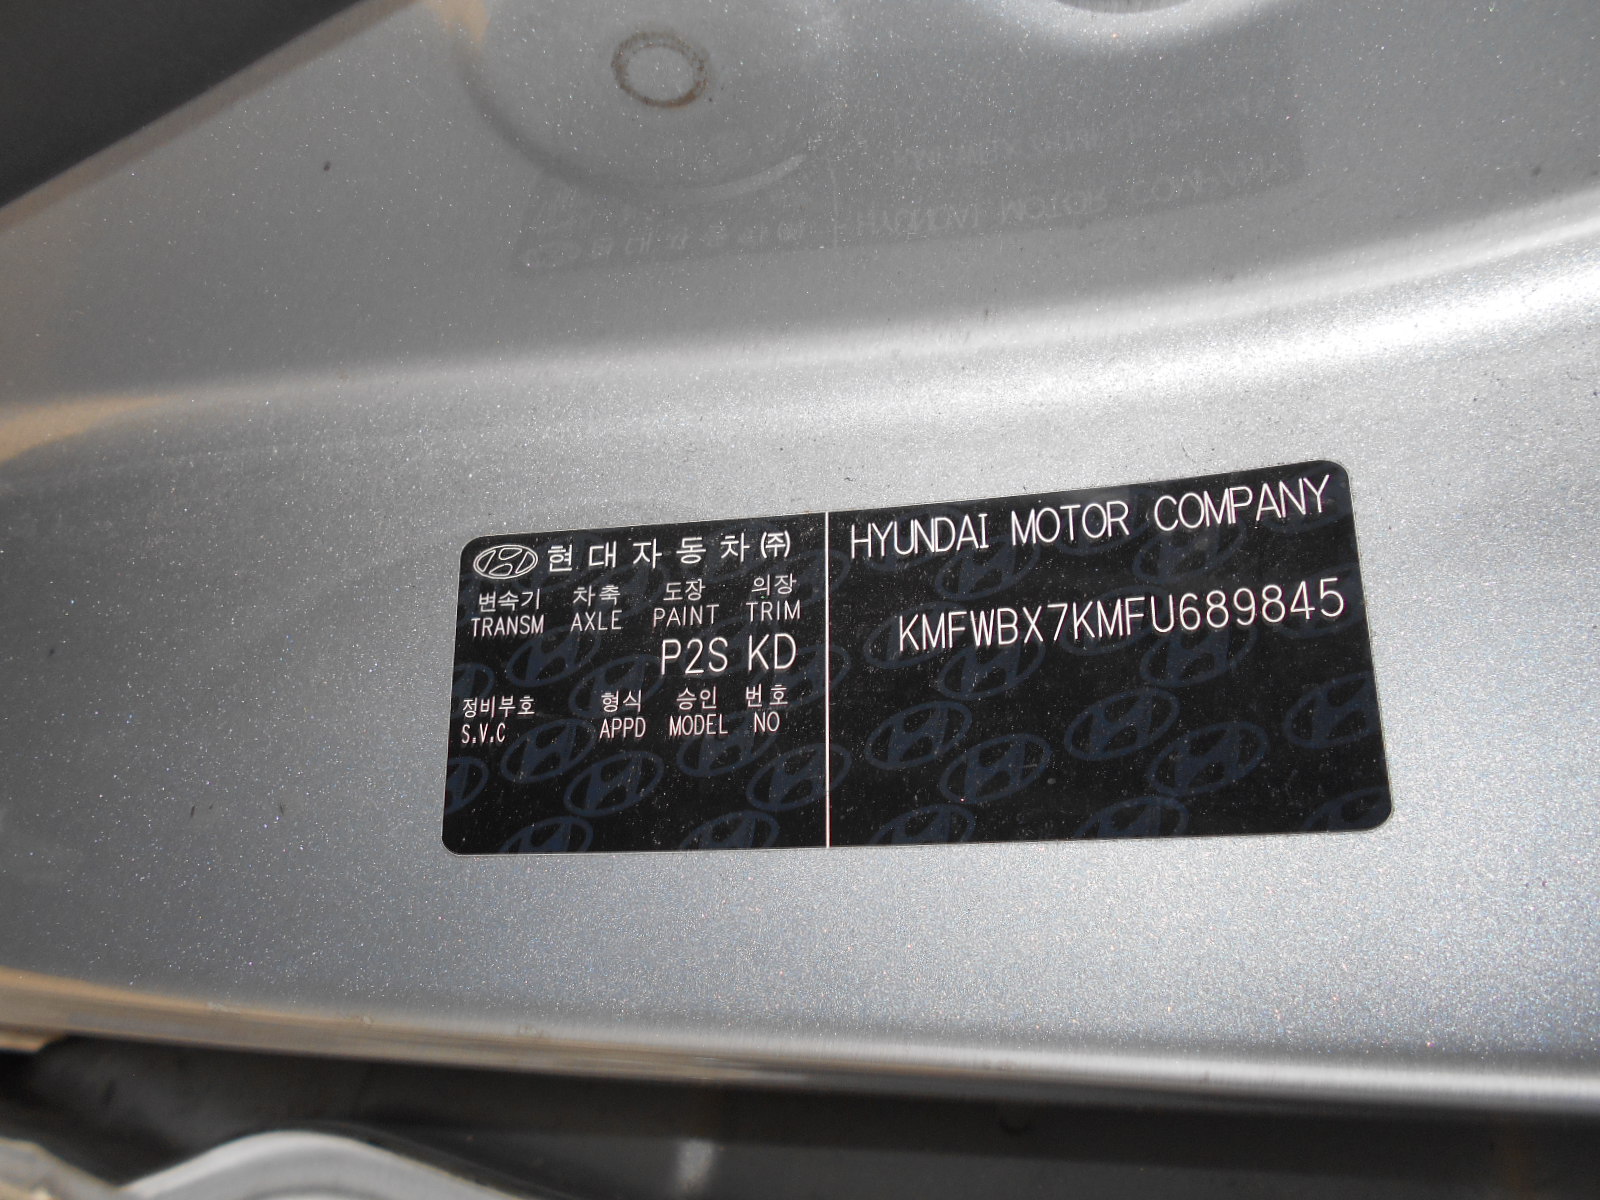 현대자동차(주)
변속기 차축 도장 의장
TRANSM AXLE PAINT TRIM
P2S KD
정비부호 형식 승인 번호
S.V.C APPD MODEL NO
HYUNDAI MOTOR COMPANY
KMFWBX7KMFU689845